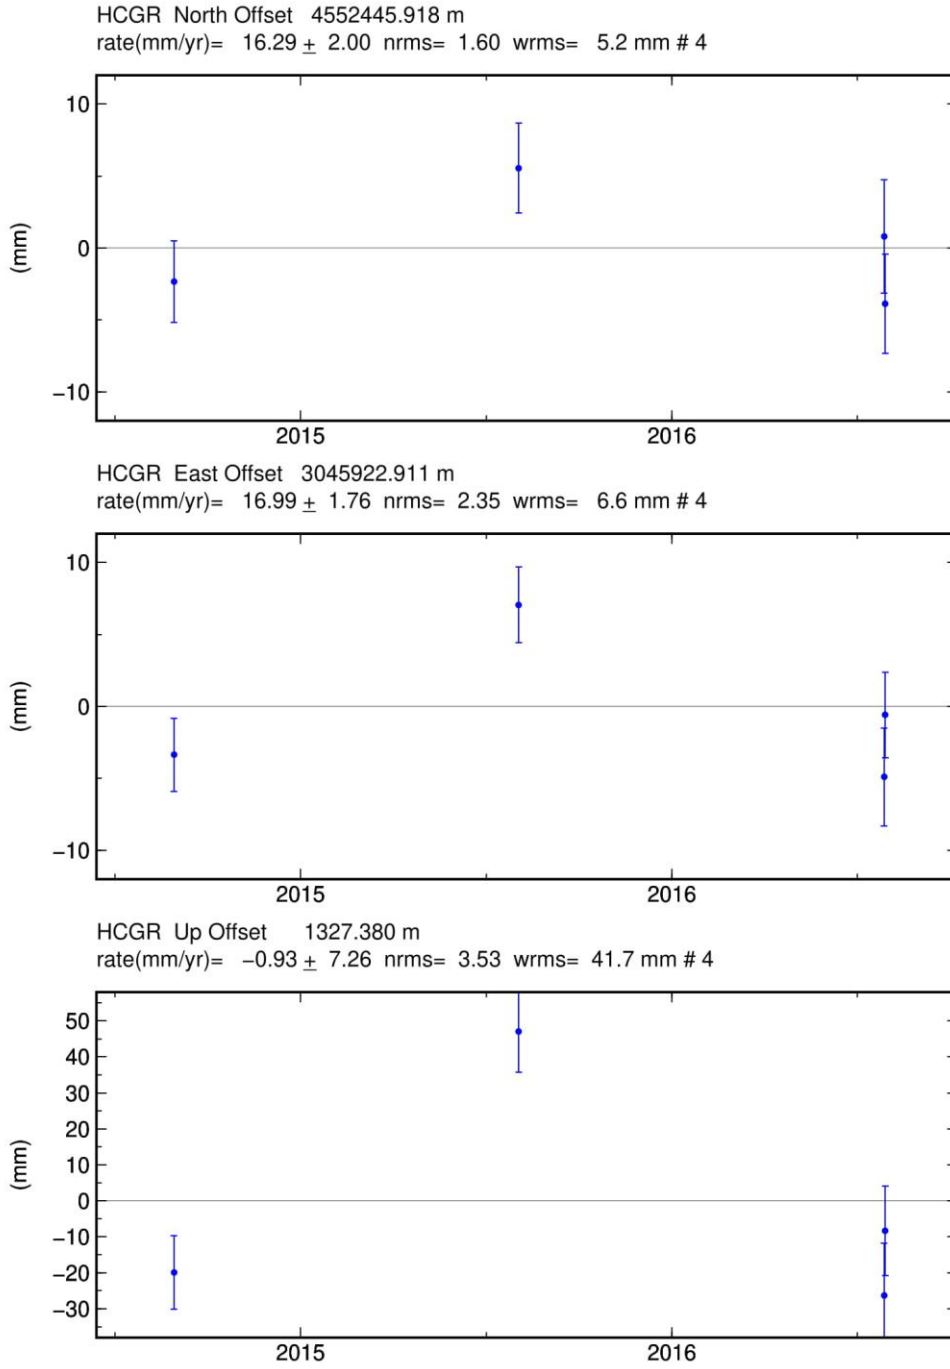 HCGR North Offset 4552445.918 m
rate(mm/yr)= 16.29 ± 2.00 nrms= 1.60 wrms= 5.2 mm # 4
10
0
−10
(mm)
2015 2016
HCGR East Offset 3045922.911 m
rate(mm/yr)= 16.99 ± 1.76 nrms= 2.35 wrms= 6.6 mm # 4
10
0
−10
(mm)
2015 2016
HCGR Up Offset 1327.380 m
rate(mm/yr)= −0.93 ± 7.26 nrms= 3.53 wrms= 41.7 mm # 4
50
40
30
20
10
0
−10
−20
−30
(mm)
2015 2016